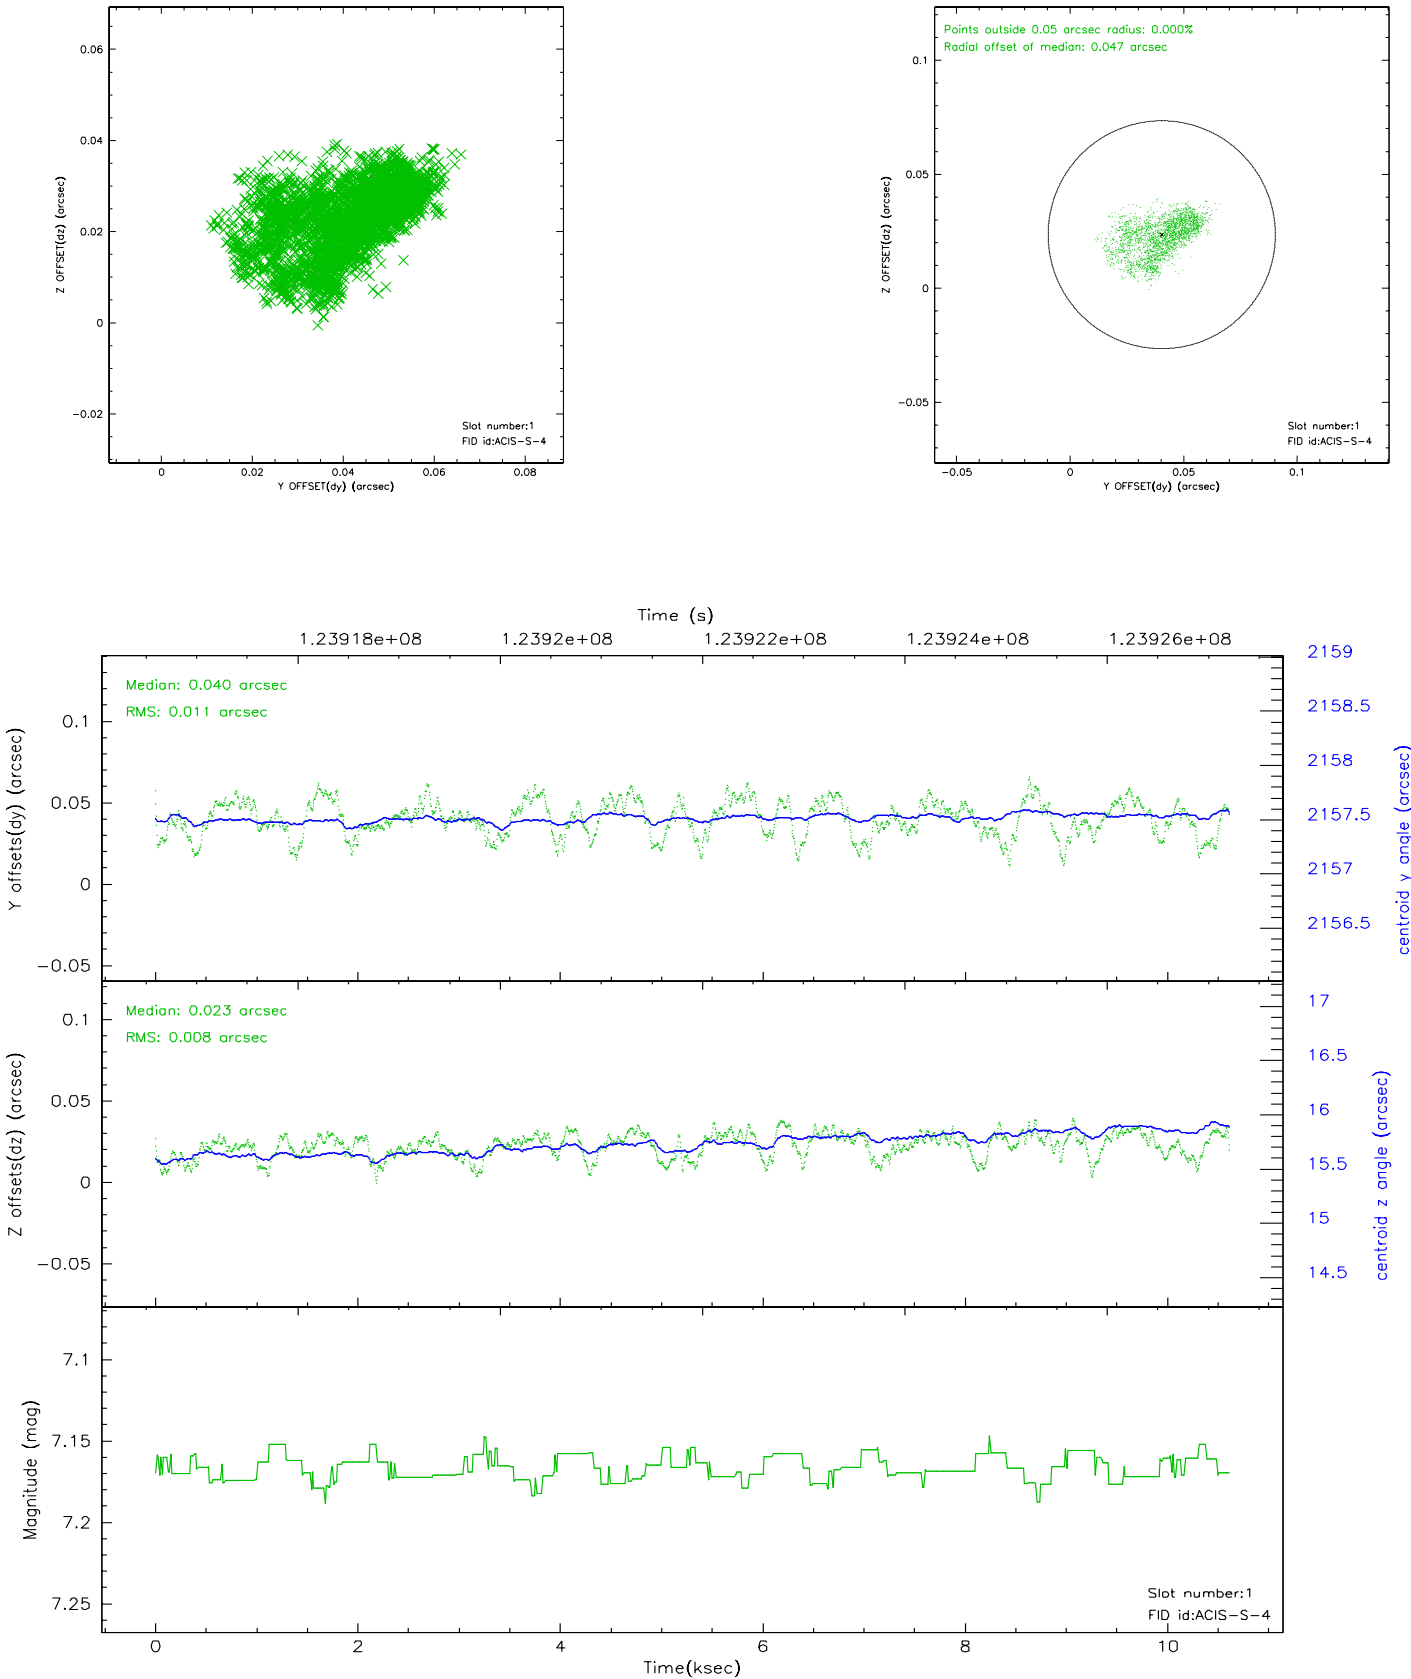 0.06
0.04
0.02
0
−0.02
Z OFFSET(dz) (arcsec)
0
0.02
0.04
0.06
0.08
Y OFFSET(dy) (arcsec)
Slot number:1
FID id:ACIS−S−4
Points outside 0.05 arcsec radius: 0.000%
Radial offset of median: 0.047 arcsec
0.1
0.05
0
−0.05
Z OFFSET(dz) (arcsec)
−0.05
0
0.05
0.1
Y OFFSET(dy) (arcsec)
Slot number:1
FID id:ACIS−S−4
Time (s)
1.23918e+08
1.2392e+08
1.23922e+08
1.23924e+08
1.23926e+08
Median: 0.040 arcsec
RMS: 0.011 arcsec
0.1
0.05
0
−0.05
Y offsets(dy) (arcsec)
2159
2158.5
2158
2157.5
2157
2156.5
centroid y angle (arcsec)
Median: 0.023 arcsec
RMS: 0.008 arcsec
0.1
0.05
0
−0.05
Z offsets(dz) (arcsec)
17
16.5
16
15.5
15
14.5
centroid z angle (arcsec)
7.1
7.15
7.2
7.25
Magnitude (mag)
Slot number:1
FID id:ACIS−S−4
0
2
4
6
8
10
Time(ksec)